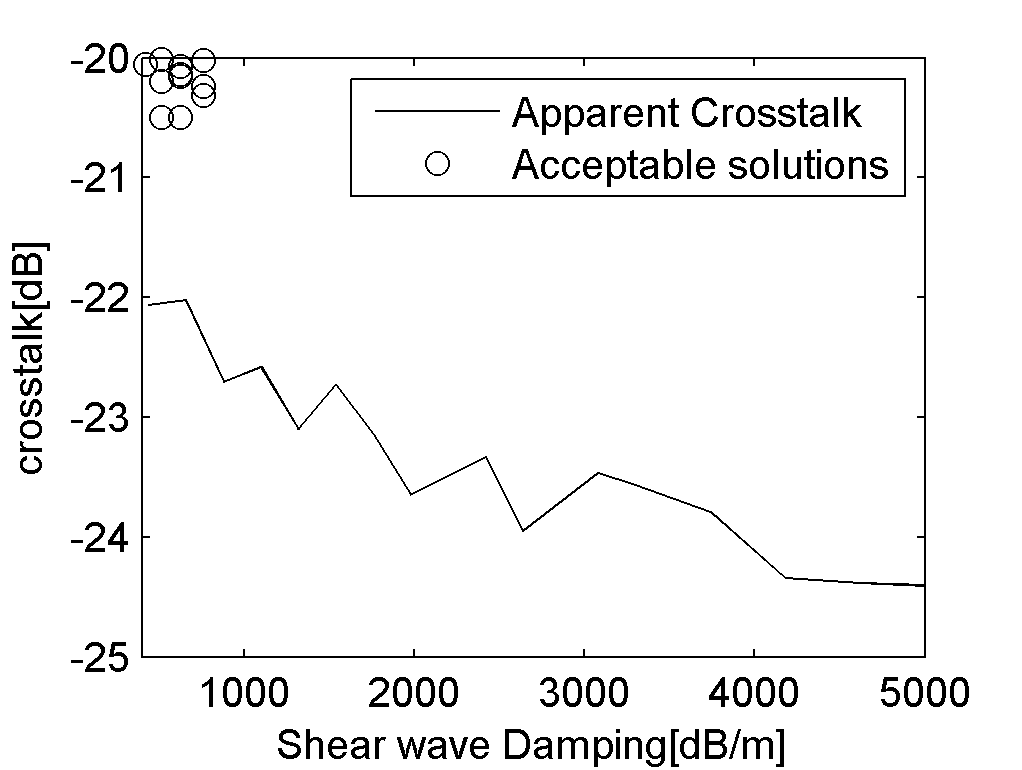 -20
-21
-22
-23
-24
-25
1000
2000
3000
4000
5000
crosstalk[dB]
Shear wave Damping[dB/m]
Apparent Crosstalk
Acceptable solutions